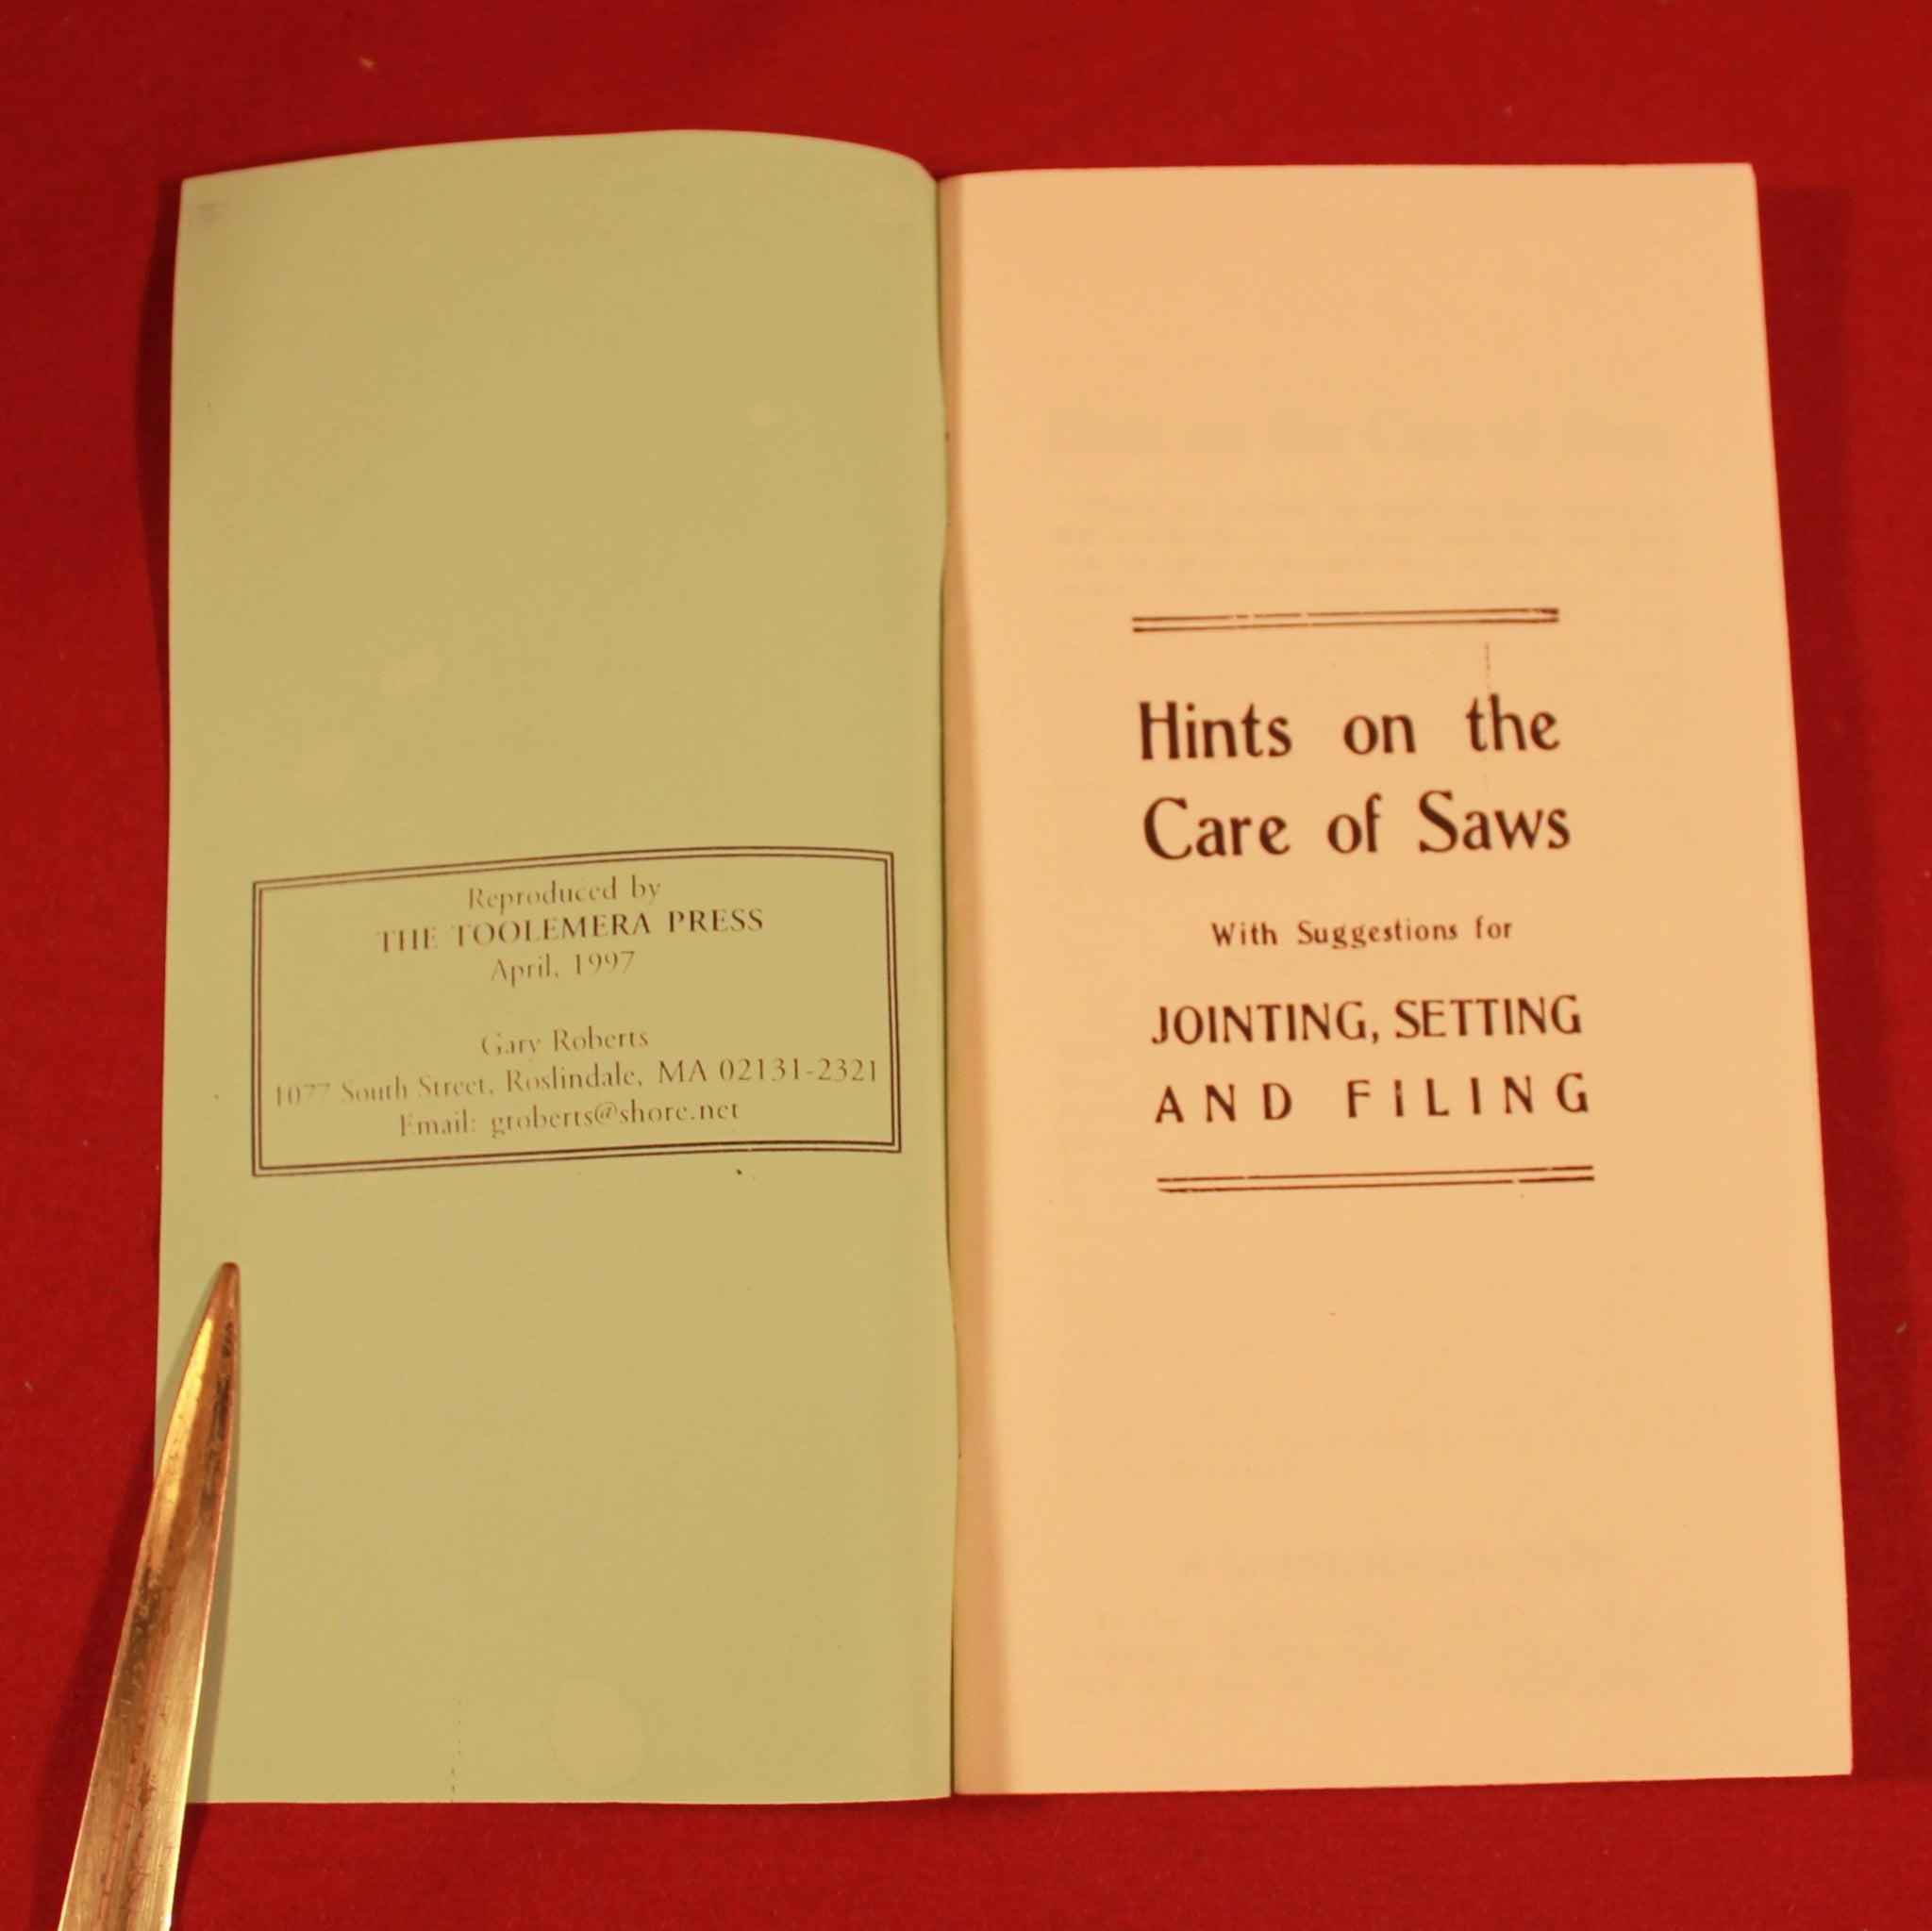 Reproduced by
THE TOOLEMERA PRESS
April, 1997
Gary Roberts
1077 South Street, Roslindale, MA 02131-2321
Email: groberts@shore.net
Hints on the
Care of Saws
With Suggestions for
JOINTING, SETTING
AND FILING